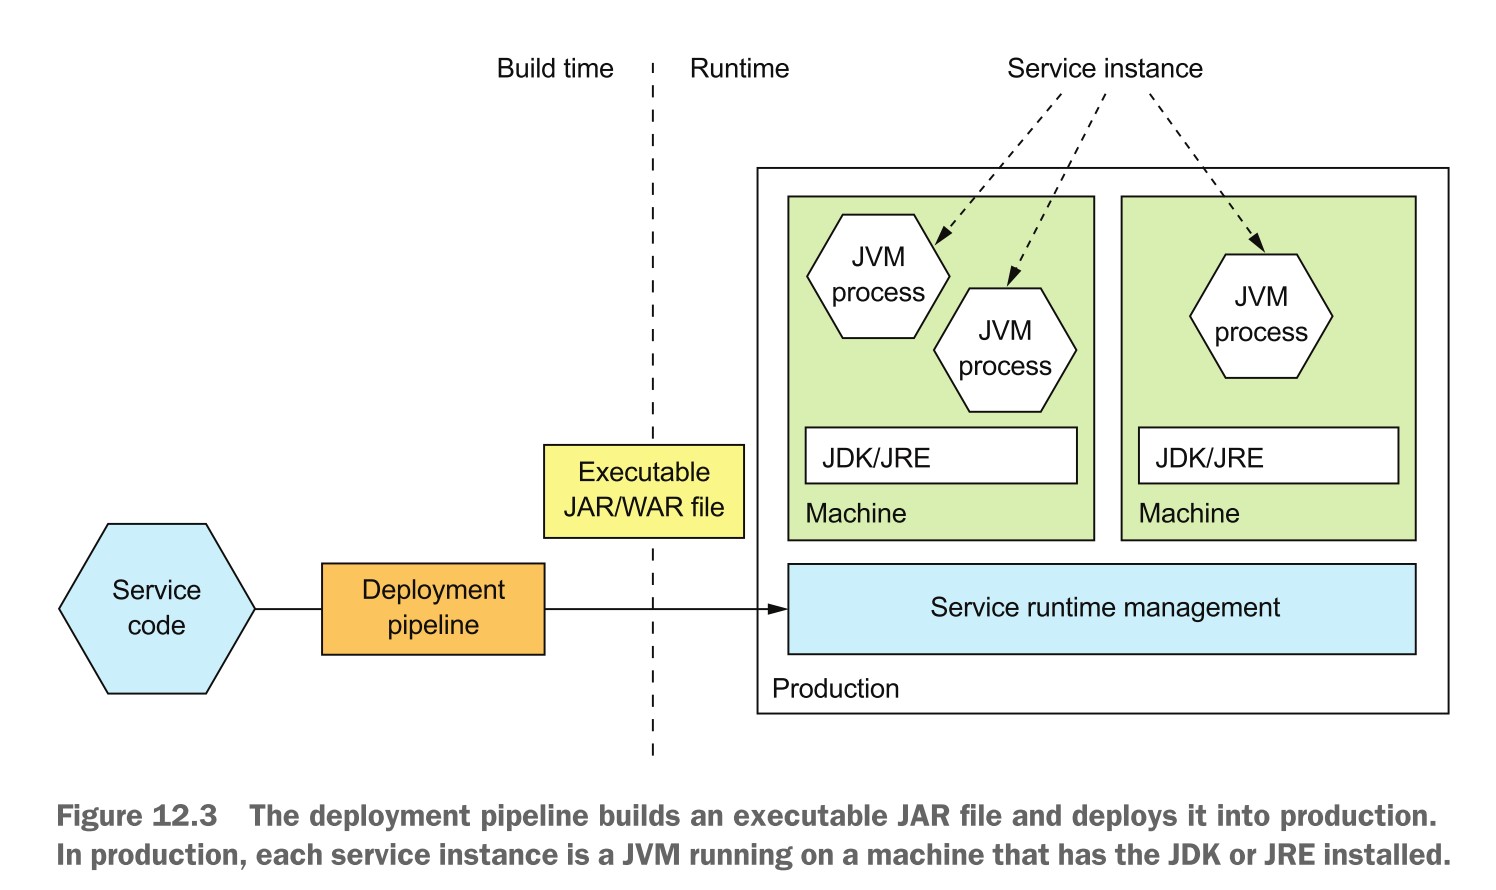 Build time
Runtime
Service instance
JVM
process
JVM
process
JVM
process
JDK/JRE
JDK/JRE
Machine
Machine
Executable
JAR/WAR file
Service
code
Deployment
pipeline
Service runtime management
Production
Figure 12.3 The deployment pipeline builds an executable JAR file and deploys it into production.
In production, each service instance is a JVM running on a machine that has the JDK or JRE installed.